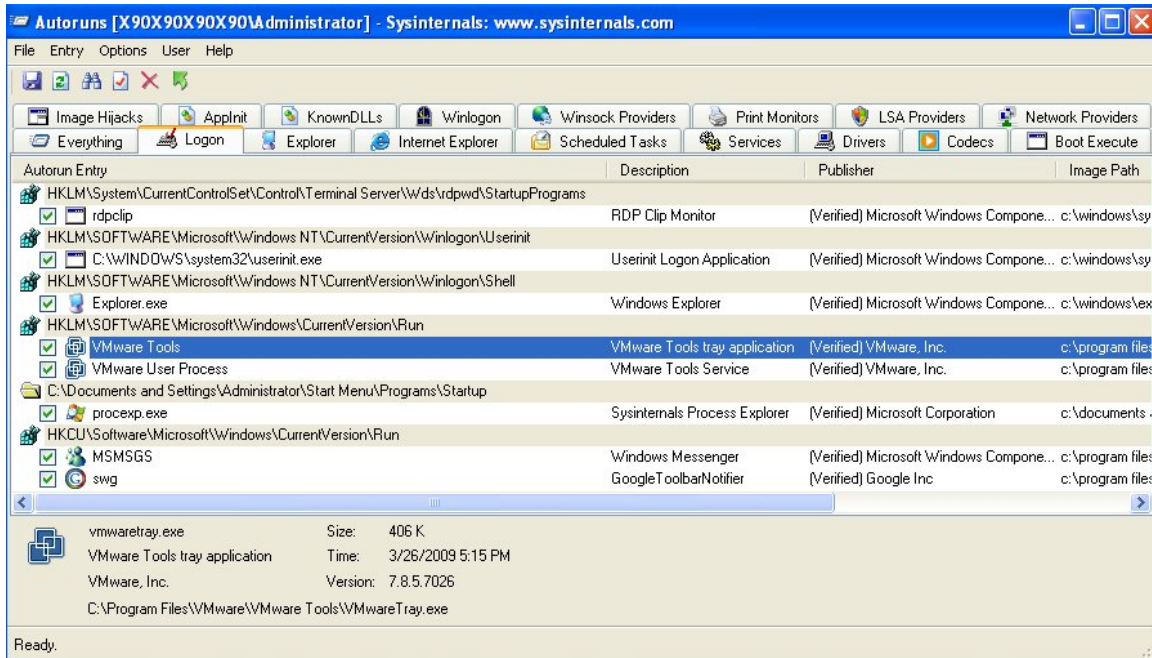 Autoruns [X90X90X90X90\Administrator] - Sysinternals: www.sysinternals.com
File Entry Options User Help
Image Hijacks AppInit KnownDLLs Winlogon Winsock Providers Print Monitors LSA Providers Network Providers
Everything Logon Explorer Internet Explorer Scheduled Tasks Services Drivers Codecs Boot Execute
Autorun Entry Description Publisher Image Path
HKLM\System\CurrentControlSet\Control\Terminal Server\Wds\rdpwd\StartupPrograms
rdpclip RDP Clip Monitor (Verified) Microsoft Windows Compone... c:\windows\sy
HKLM\SOFTWARE\Microsoft\Windows NT\CurrentVersion\Winlogon\Userinit
C:\WINDOWS\system32\userinit.exe Userinit Logon Application (Verified) Microsoft Windows Compone... c:\windows\sy
HKLM\SOFTWARE\Microsoft\Windows NT\CurrentVersion\Winlogon\Shell
Explorer.exe Windows Explorer (Verified) Microsoft Windows Compone... c:\windows\ex
HKLM\SOFTWARE\Microsoft\Windows\CurrentVersion\Run
VMware Tools VMware Tools tray application (Verified) VMware, Inc. c:\program files
VMware User Process VMware Tools Service (Verified) VMware, Inc. c:\program files
C:\Documents and Settings\Administrator\Start Menu\Programs\Startup
procexp.exe Sysinternals Process Explorer (Verified) Microsoft Corporation c:\documents
HKCU\Software\Microsoft\Windows\CurrentVersion\Run
MSMSGS Windows Messenger (Verified) Microsoft Windows Compone... c:\program files
swg GoogleToolbarNotifier (Verified) Google Inc c:\program files
vmwaretray.exe Size: 406 K
VMware Tools tray application Time: 3/26/2009 5:15 PM
VMware, Inc. Version: 7.8.5.7026
C:\Program Files\VMware\VMware Tools\VMwareTray.exe
Ready.